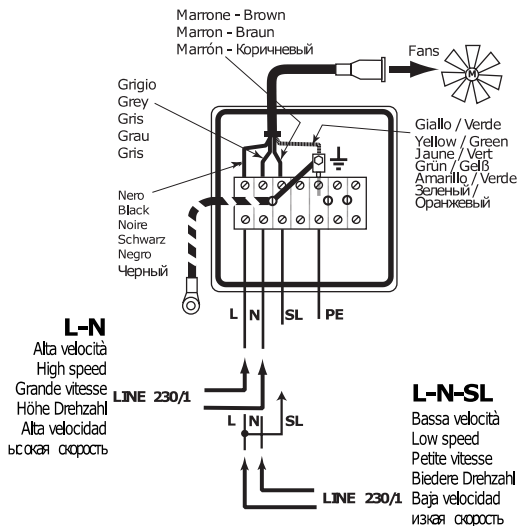 Marrone - Brown
Marron - Braun
Marrón - Коричневый
Fans
M
Grigio
Grey
Gris
Grau
Gris
Giallo / Verde
Yellow / Green
Jaune / Vert
Grün / Gelß
Amarillo / Verde
Зеленый /
Оранжевый
Nero
Black
Noire
Schwarz
Negro
Черный
L N SL PE
L-N
Alta velocità
High speed
Grande vitesse
Höhe Drehzahl
Alta velocidad
скорость
LINE 230/1
L N SL
L-N-SL
Bassa velocità
Low speed
Petite vitesse
Biedere Drehzahl
Baja velocidad
изкая скорость
LINE 230/1